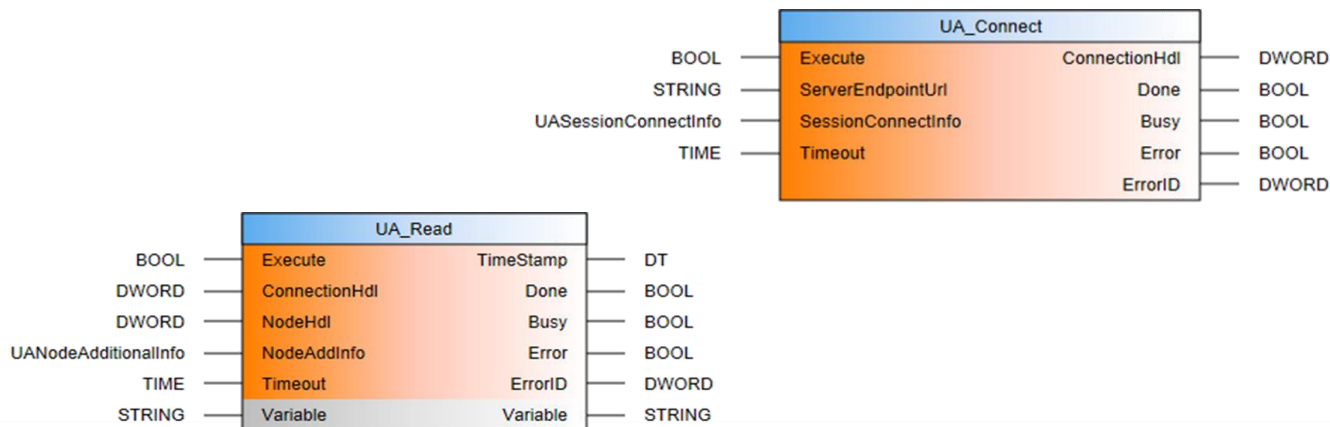 UA_Connect
BOOL Execute ConnectionHdl DWORD
STRING ServerEndpointUrl Done BOOL
UASessionConnectInfo SessionConnectInfo Busy BOOL
TIME Timeout Error BOOL
ErrorID DWORD
UA_Read
BOOL Execute TimeStamp DT
DWORD ConnectionHdl Done BOOL
DWORD NodeHdl Busy BOOL
UANodeAdditionalInfo NodeAddInfo Error BOOL
TIME Timeout ErrorID DWORD
STRING Variable Variable STRING